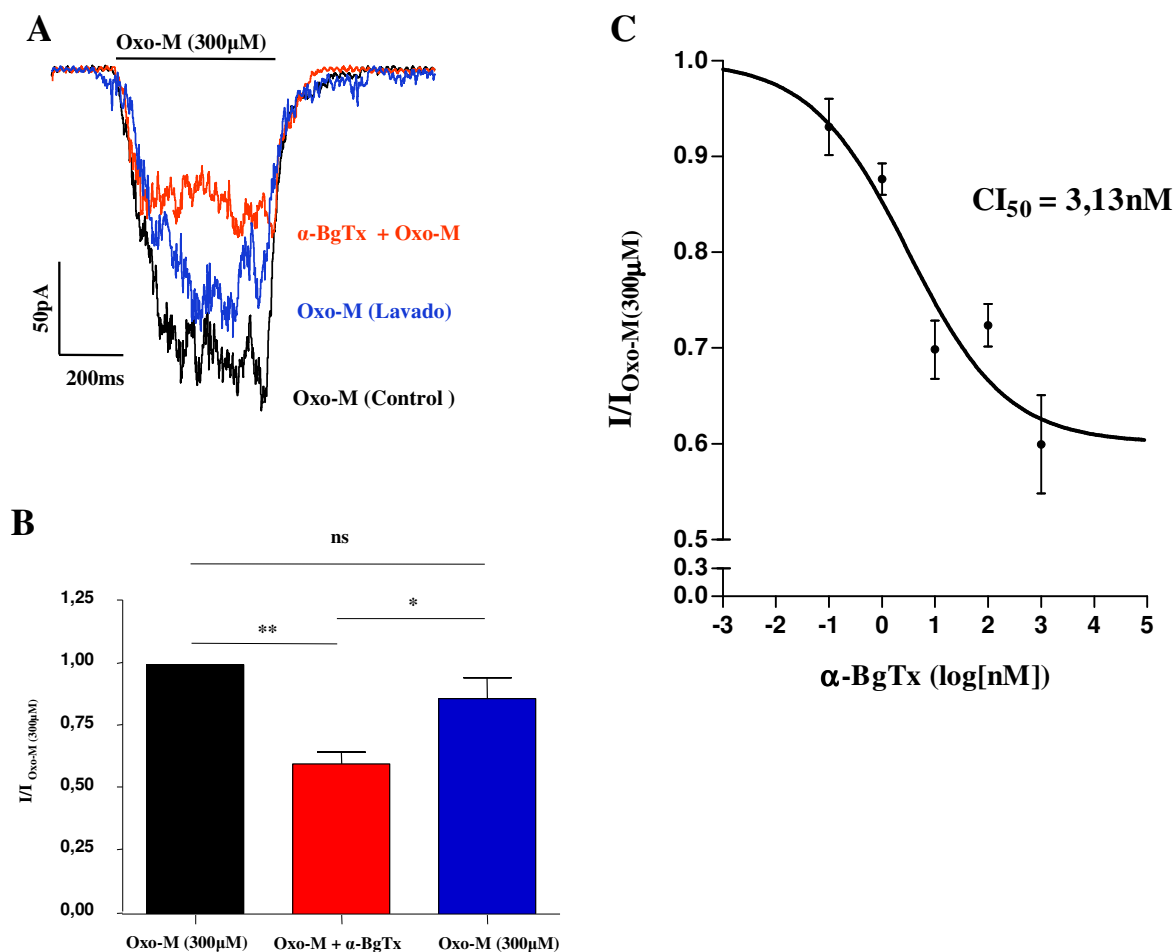 A
Oxo-M (300µM)
α-BgTx + Oxo-M
Oxo-M (Lavado)
Oxo-M (Control )
50pA
200ms
B
ns
*
**
1,25
1,00
0,75
0,50
0,25
0,00
I/I Oxo-M (300µM)
Oxo-M (300µM)
Oxo-M + α-BgTx
Oxo-M (300µM)
C
1.0
0.9
0.8
0.7
0.6
0.5
0.3
0.0
I/I Oxo-M(300µM)
CI50 = 3,13nM
-3 -2 -1 0 1 2 3 4 5
α-BgTx (log[nM])